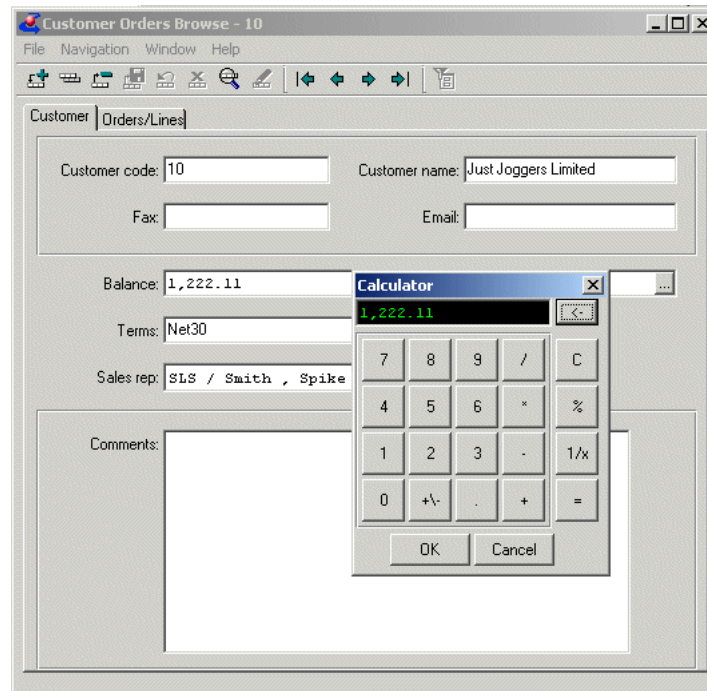 Customer Orders Browse - 10
File Navigation Window Help
Customer Orders/Lines
Customer code: 10 Customer name: Just Joggers Limited
Fax: Email:
Balance: 1,222.11 ...
Terms: Net30
Sales rep: SLS / Smith , Spike
Comments:
Calculator
1,222.11 <-
7 8 9 / C
4 5 6 * %
1 2 3 - 1/x
0 +\- . + =
OK Cancel